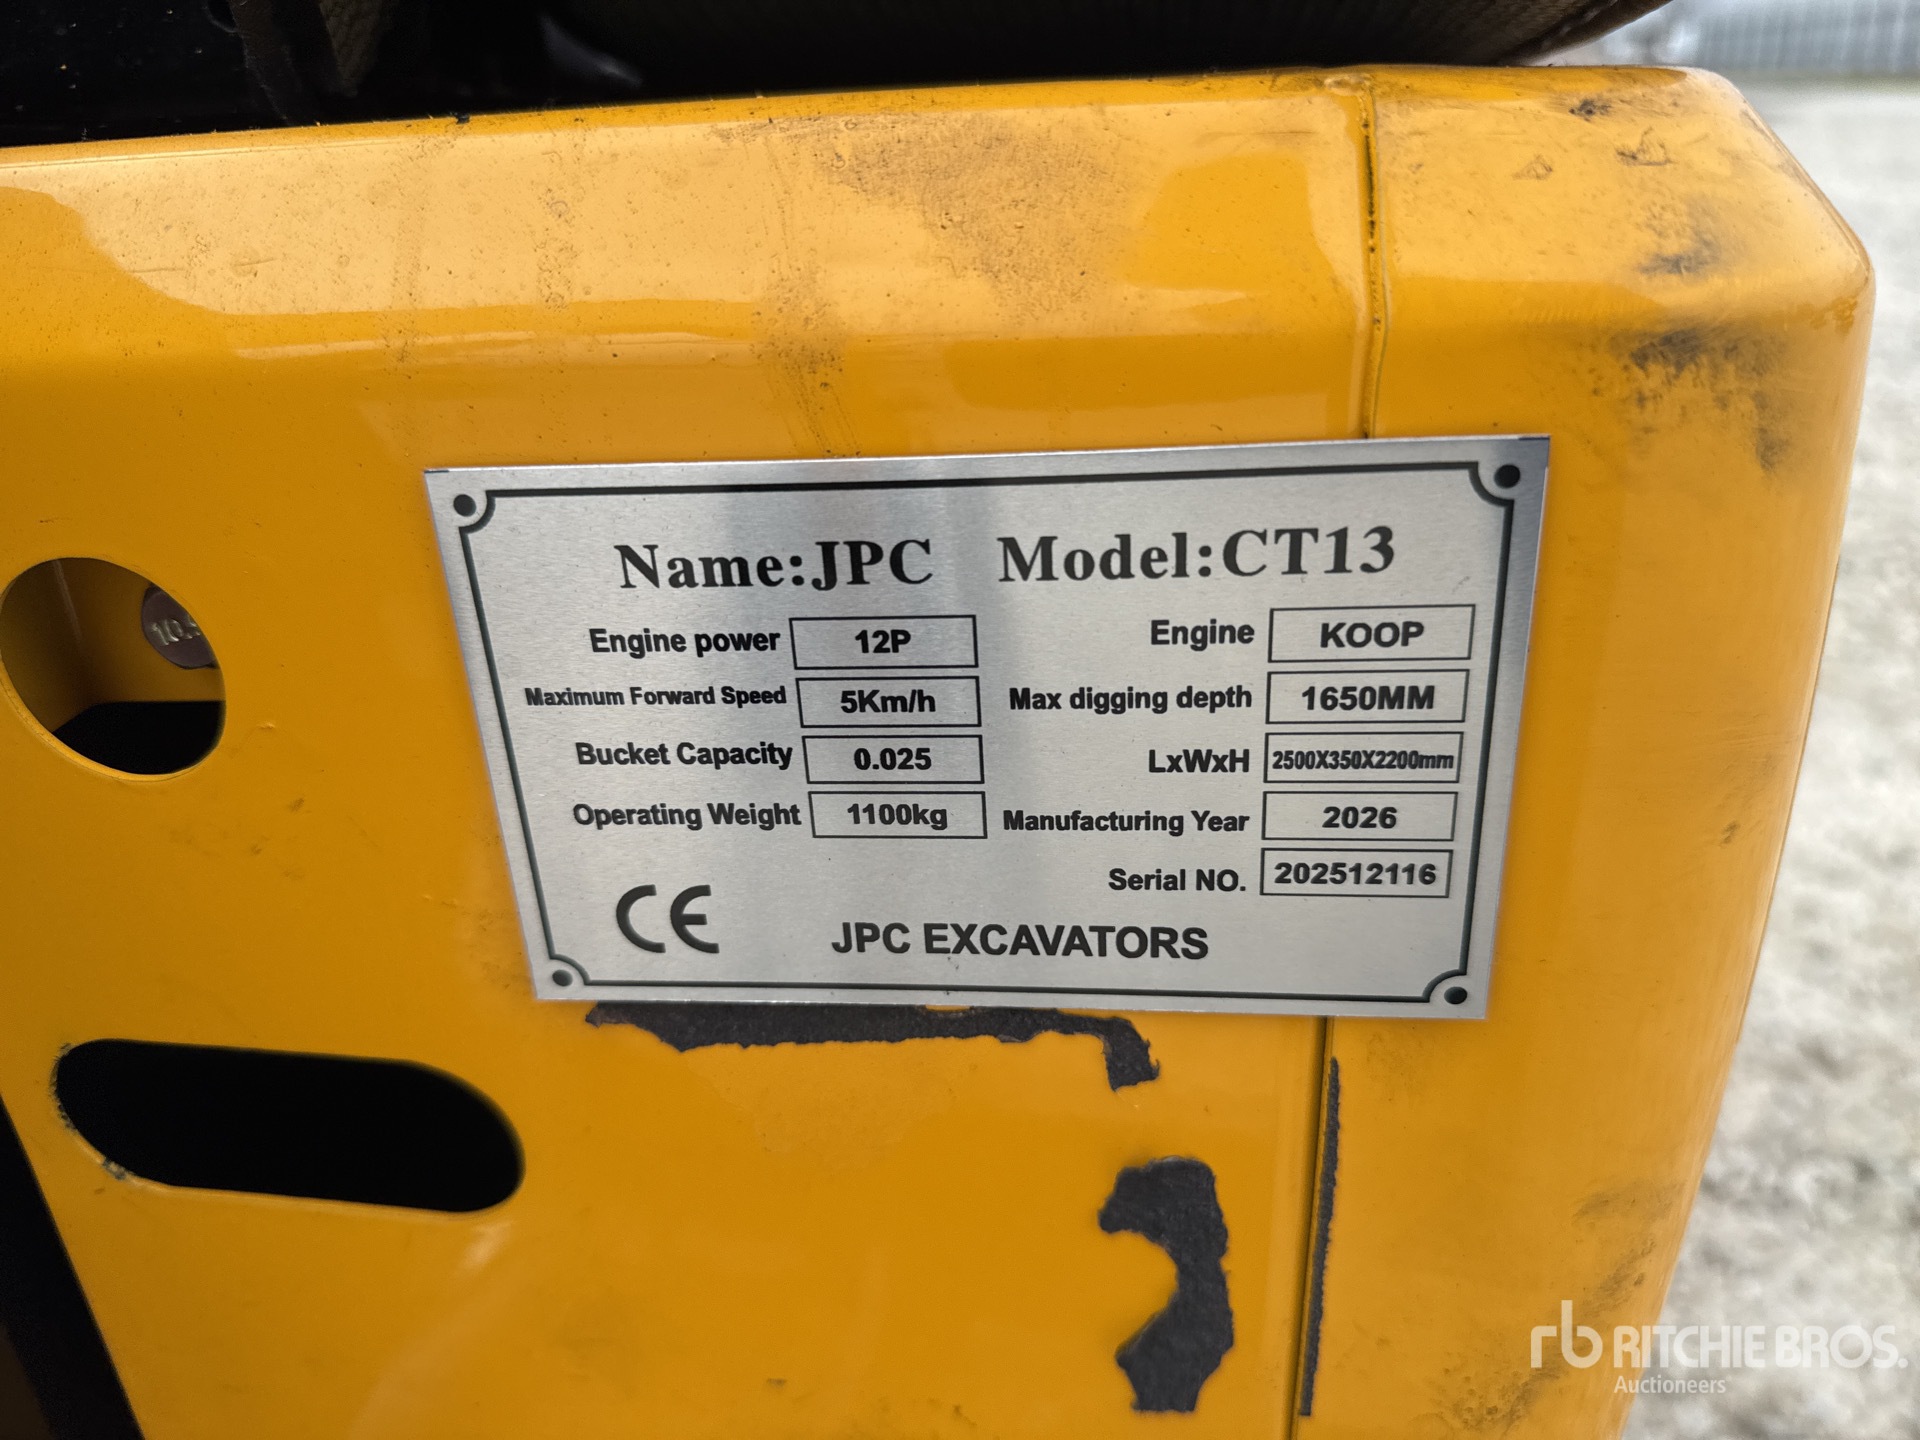 Name:JPC Model:CT13
Engine power 12P Engine KOOP
Maximum Forward Speed 5Km/h Max digging depth 1650MM
Bucket Capacity 0.025 LxWxH 2500X350X2200mm
Operating Weight 1100kg Manufacturing Year 2026
Serial NO. 202512116
CE JPC EXCAVATORS
rb RITCHIE BROS.
Auctioneers